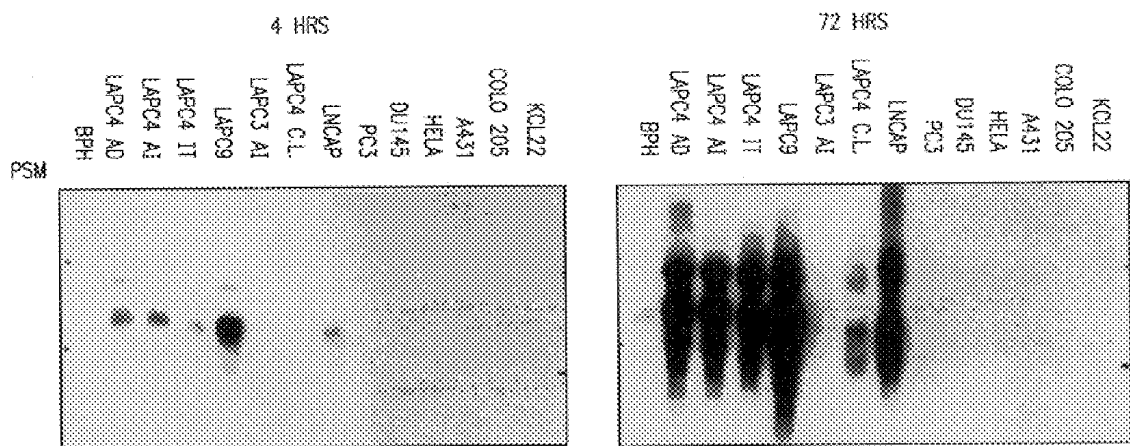 4 HRS
72 HRS
BPH
LAPC4 AD
LAPC4 AI
LAPC4 IT
LAPC9
LAPC3 AI
LAPC4 C.L.
LNCAP
PC3
DU145
HELA
A431
COLO 205
KCL22
BPH
LAPC4 AD
LAPC4 AI
LAPC4 IT
LAPC9
LAPC3 AI
LAPC4 C.L.
LNCAP
PC3
DU145
HELA
A431
COLO 205
KCL22
PSM